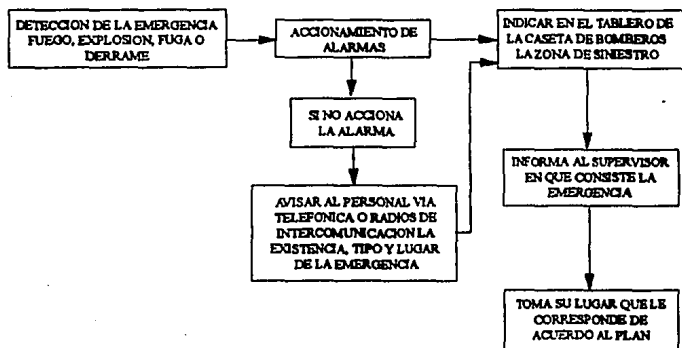 DETECCION DE LA EMERGENCIA
FUEGO, EXPLOSION, FUGA O
DERRAME
ACCIONAMIENTO DE
ALARMAS
INDICAR EN EL TABLERO DE
LA CASETA DE BOMBEROS
LA ZONA DE SINIESTRO
SI NO ACCIONA
LA ALARMA
AVISAR AL PERSONAL VIA
TELEFONICA O RADIOS DE
INTERCOMUNICACION LA
EXISTENCIA, TIPO Y LUGAR
DE LA EMERGENCIA
INFORMA AL SUPERVISOR
EN QUE CONSISTE LA
EMERGENCIA
TOMA SU LUGAR QUE LE
CORRESPONDE DE
ACUERDO AL PLAN